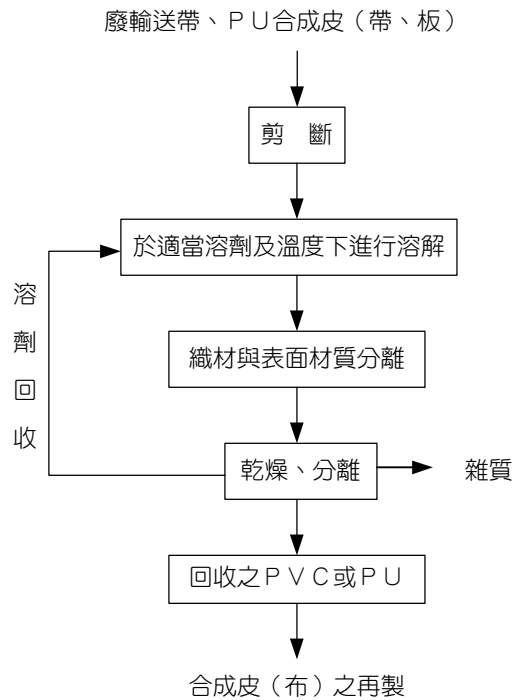 廢輸送帶、ＰＵ合成皮（帶、板）
剪　斷
於適當溶劑及溫度下進行溶解
溶劑回收
織材與表面材質分離
乾燥、分離
雜質
回收之ＰＶＣ或ＰＵ
合成皮（布）之再製